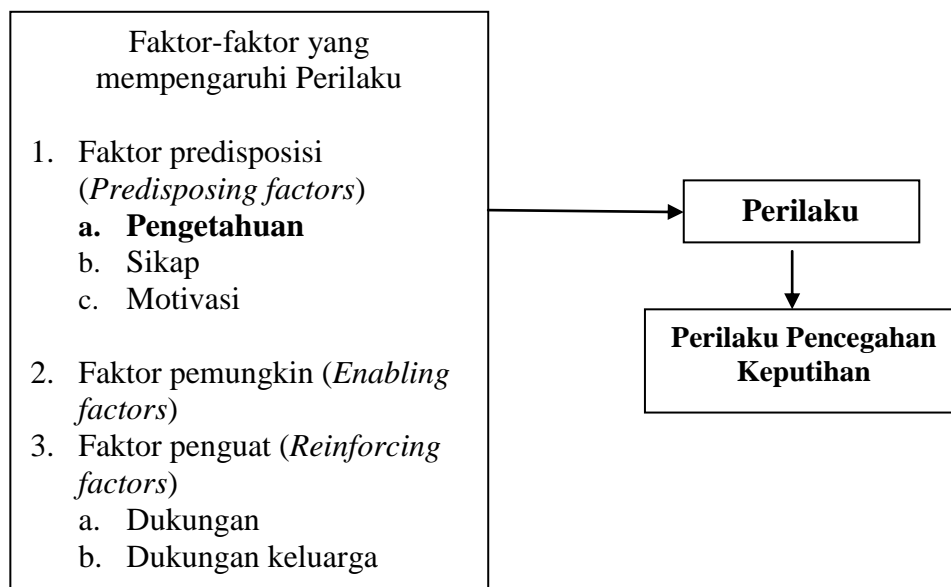 Faktor-faktor yang
mempengaruhi Perilaku
1. Faktor predisposisi
(Predisposing factors)
a. Pengetahuan
b. Sikap
c. Motivasi
2. Faktor pemungkin (Enabling
factors)
3. Faktor penguat (Reinforcing
factors)
a. Dukungan
b. Dukungan keluarga
Perilaku
Perilaku Pencegahan
Keputihan